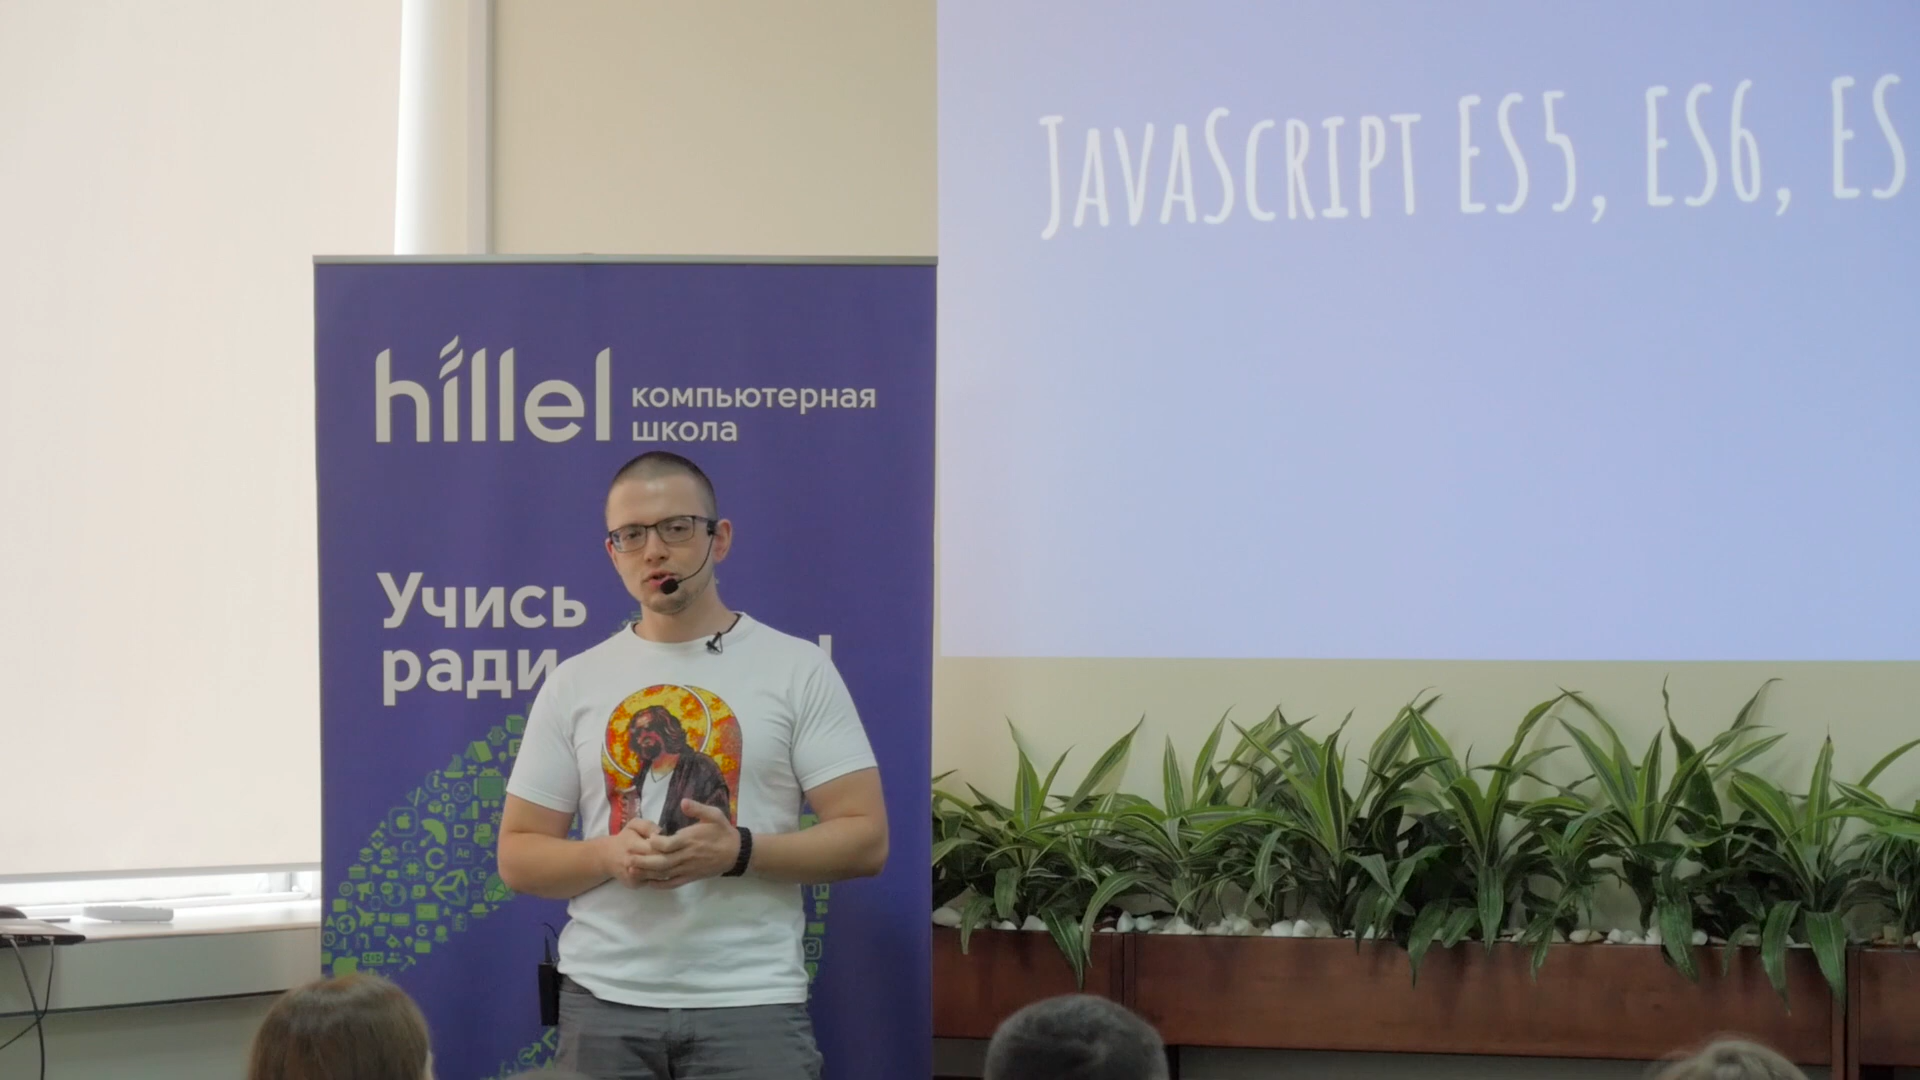 JavaScript ES5, ES6, ES
hillel компьютерная
школа
Учись
ради